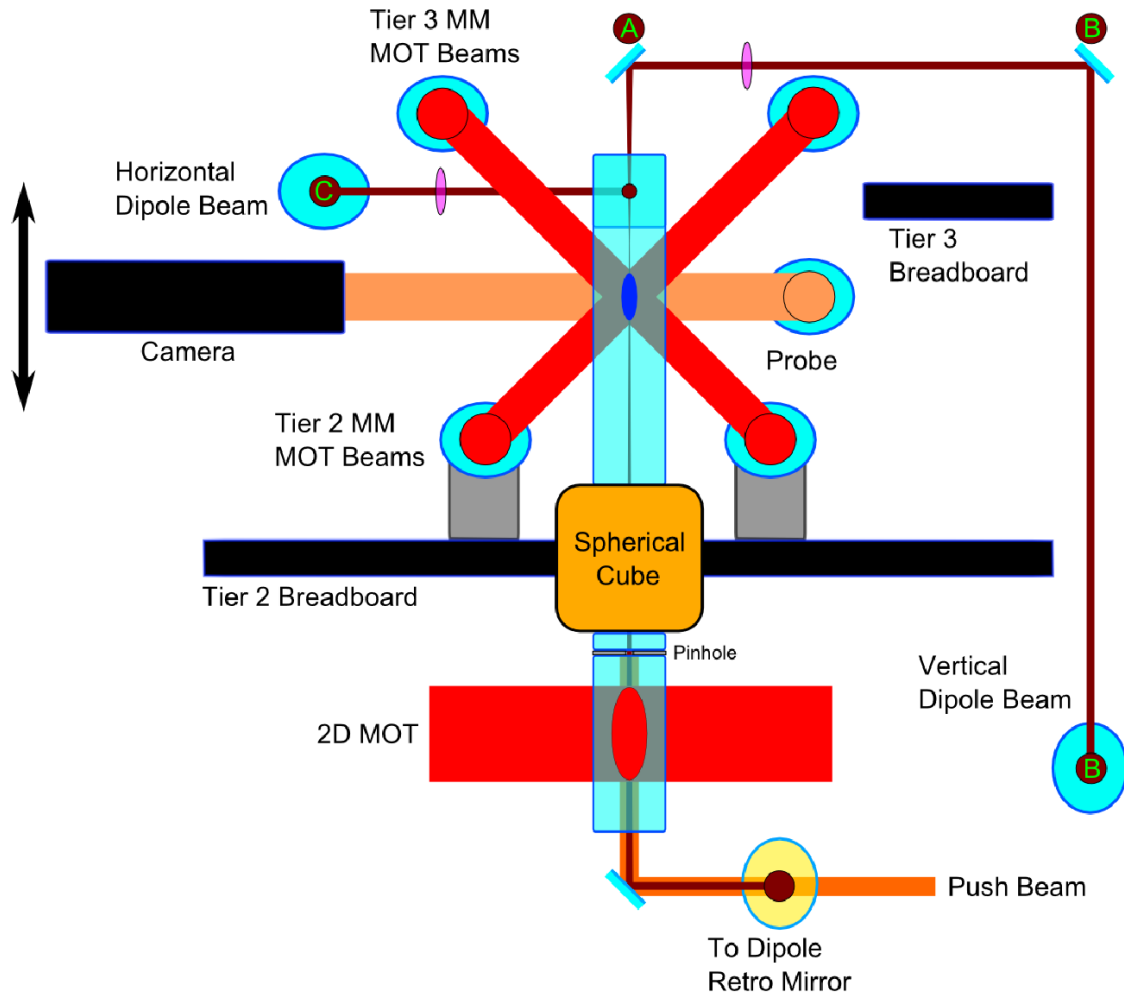 Tier 3 MM
MOT Beams
A
B
Horizontal
Dipole Beam
C
Tier 3
Breadboard
Camera
Probe
Tier 2 MM
MOT Beams
Spherical
Cube
Tier 2 Breadboard
Pinhole
Vertical
Dipole Beam
2D MOT
B
Push Beam
To Dipole
Retro Mirror